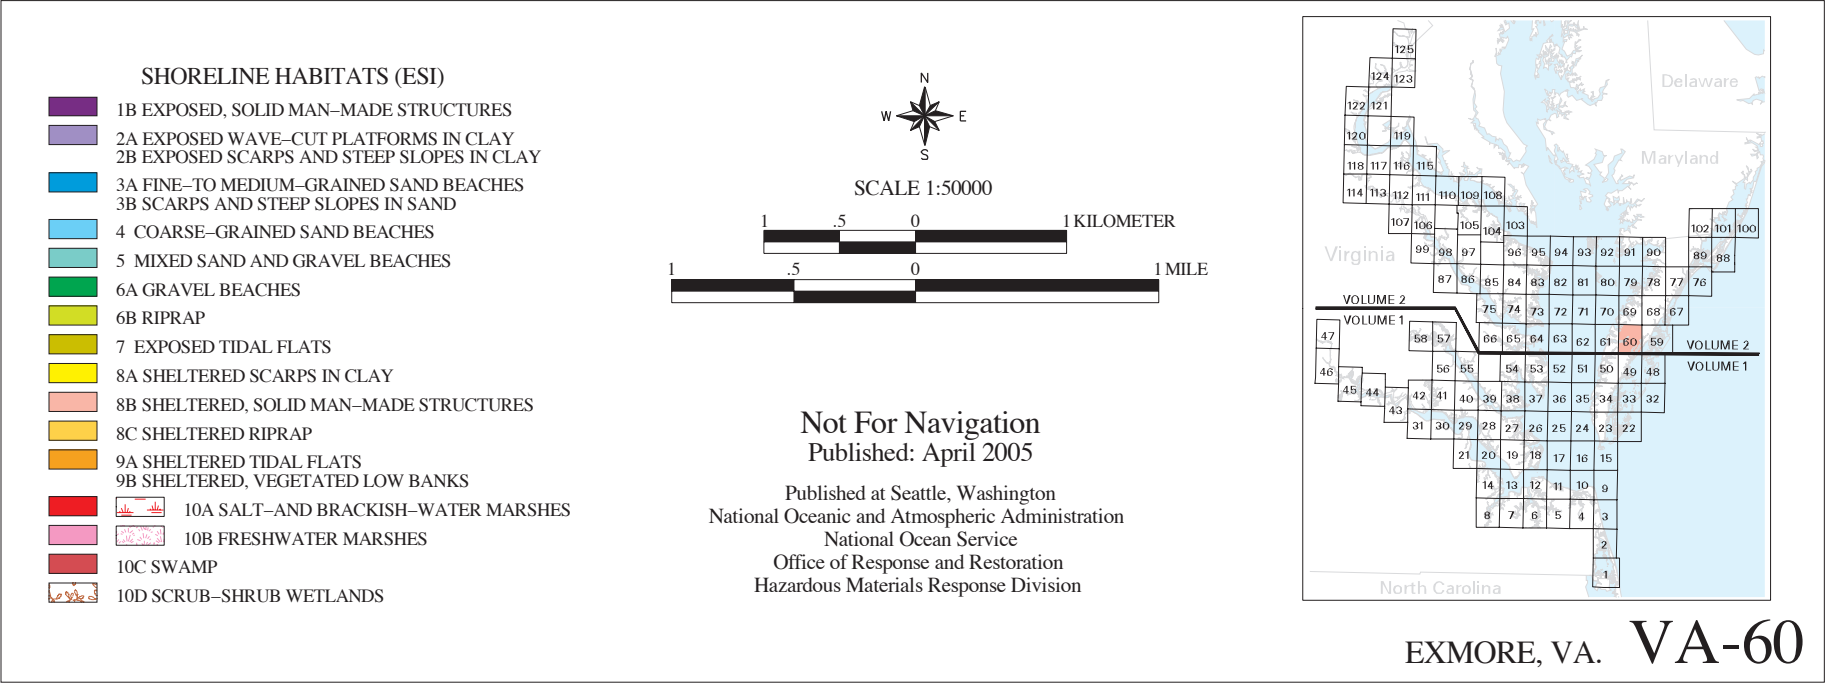 SHORELINE HABITATS (ESI)
1B EXPOSED, SOLID MAN–MADE STRUCTURES
2A EXPOSED WAVE–CUT PLATFORMS IN CLAY
2B EXPOSED SCARPS AND STEEP SLOPES IN CLAY
3A FINE–TO MEDIUM–GRAINED SAND BEACHES
3B SCARPS AND STEEP SLOPES IN SAND
4 COARSE–GRAINED SAND BEACHES
5 MIXED SAND AND GRAVEL BEACHES
6A GRAVEL BEACHES
6B RIPRAP
7 EXPOSED TIDAL FLATS
8A SHELTERED SCARPS IN CLAY
8B SHELTERED, SOLID MAN–MADE STRUCTURES
8C SHELTERED RIPRAP
9A SHELTERED TIDAL FLATS
9B SHELTERED, VEGETATED LOW BANKS
10A SALT–AND BRACKISH–WATER MARSHES
10B FRESHWATER MARSHES
10C SWAMP
10D SCRUB–SHRUB WETLANDS
N
W E
S
SCALE 1:50000
1 .5 0 1 KILOMETER
1 .5 0 1 MILE
Not For Navigation
Published: April 2005
Published at Seattle, Washington
National Oceanic and Atmospheric Administration
National Ocean Service
Office of Response and Restoration
Hazardous Materials Response Division
125
124 123
Delaware
122 121
120 119
118 117 116 115
Maryland
114 113 112 111 110 109 108
107 106 105 104 103
102 101 100
Virginia
99 98 97 96 95 94 93 92 91 90 89 88
87 86 85 84 83 82 81 80 79 78 77 76
VOLUME 2
75 74 73 72 71 70 69 68 67
VOLUME 1
47 58 57 66 65 64 63 62 61 60 59
VOLUME 2
46 56 55 54 53 52 51 50 49 48
VOLUME 1
45 44 43 42 41 40 39 38 37 36 35 34 33 32
31 30 29 28 27 26 25 24 23 22
21 20 19 18 17 16 15
14 13 12 11 10 9
8 7 6 5 4 3
2
1
North Carolina
EXMORE, VA. VA-60